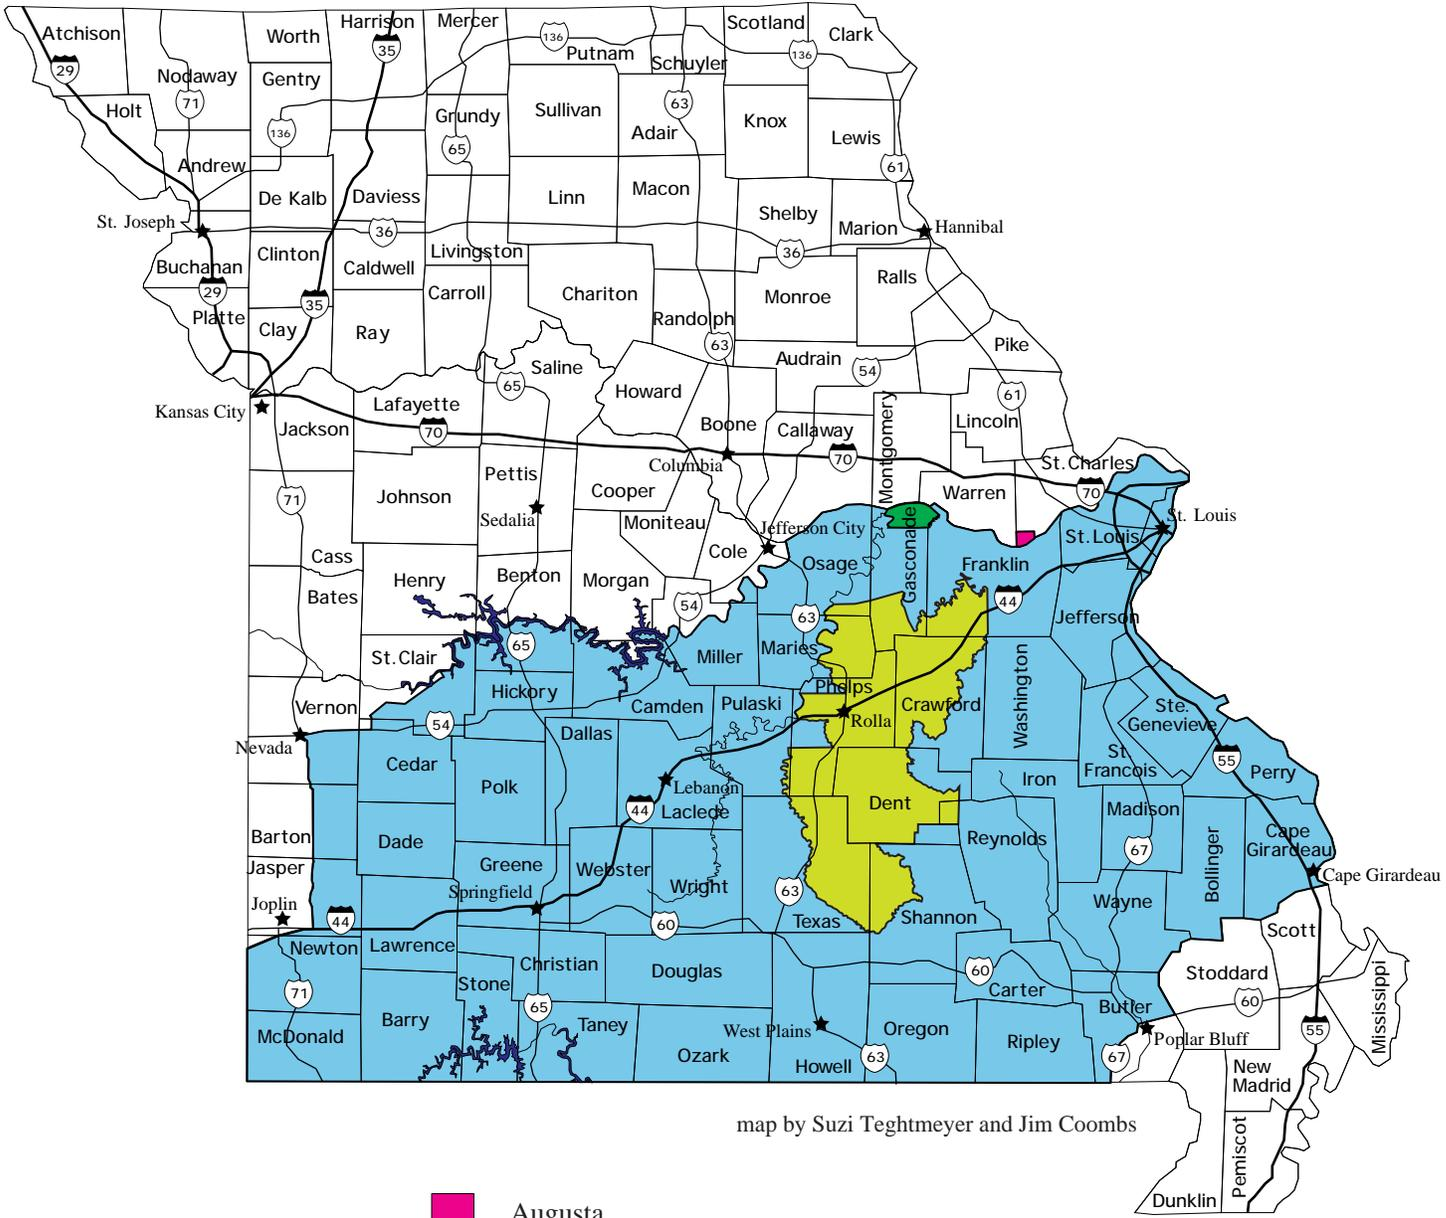 Atchison
Nodaway
Worth
Harrison
Mercer
Putnam
Schuyler
Scotland
Clark
29
71
35
136
63
136
Holt
Gentry
136
Grundy
65
Sullivan
Adair
Knox
Lewis
61
Andrew
De Kalb
Daviess
Linn
Macon
Shelby
Marion
Hannibal
St. Joseph
36
36
Buchanan
Clinton
Caldwell
Livingston
Carroll
Chariton
Randolph
Monroe
Ralls
29
35
Platte
Clay
Ray
Saline
63
Audrain
54
Pike
65
Howard
61
Kansas City
Jackson
Lafayette
70
Boone
Callaway
Montgomery
Lincoln
70
Columbia
St.Charles
70
Warren
71
Johnson
Pettis
Sedalia
Cooper
Moniteau
Cole
Jefferson City
St. Louis
St.Louis
Cass
Henry
Benton
Morgan
Osage
Gasconade
Franklin
44
Bates
54
63
Jefferson
St.Clair
65
Miller
Maries
Washington
Vernon
Hickory
Camden
Pulaski
Phelps
Rolla
Crawford
Ste.
Genevieve
54
Nevada
Dallas
Cedar
Polk
Lebanon
Laclede
44
Dent
Iron
St
Francois
55
Perry
Barton
Dade
Madison
Reynolds
67
Bollinger
Cape
Girardeau
Cape Girardeau
Jasper
Greene
Webster
Wright
63
Springfield
Joplin
44
60
Texas
Shannon
Wayne
Newton
Lawrence
Christian
Douglas
60
Carter
Scott
Stoddard
60
Mississippi
71
Stone
65
McDonald
Barry
Taney
Ozark
West Plains
Howell
63
Oregon
Ripley
Butler
Poplar Bluff
67
55
New
Madrid
Pemiscot
Dunklin
map by Suzi Teghtmeyer and Jim Coombs
Augusta